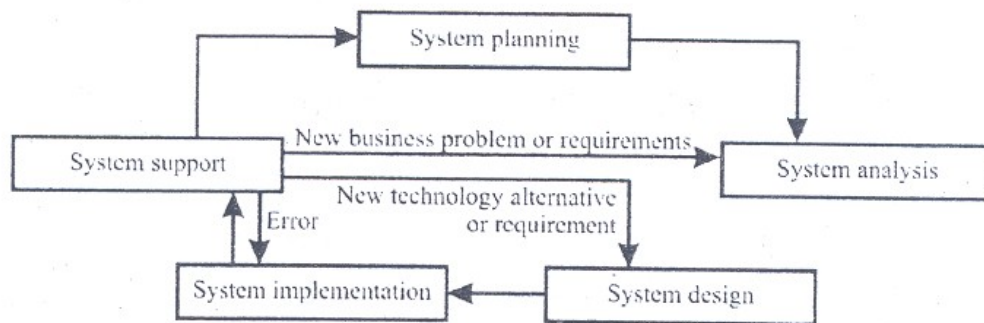 System planning
New business problem or requirements
System support
System analysis
New technology alternative
or requirement
Error
System implementation
System design